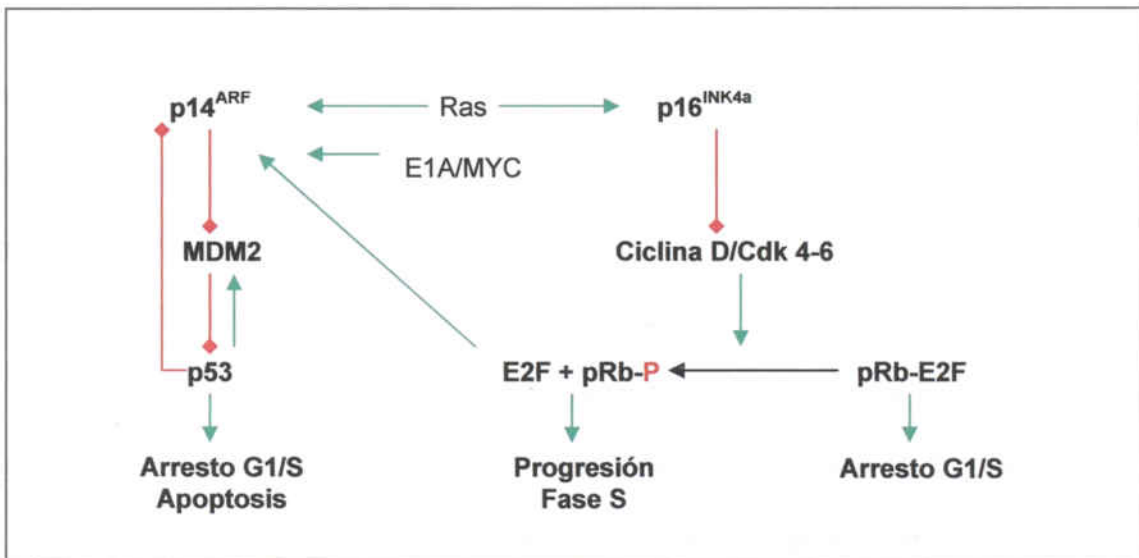 p14ARF Ras p16INK4a
E1A/MYC
MDM2 Ciclina D/Cdk 4-6
p53 E2F + pRb-P pRb-E2F
Arresto G1/S Progresión Arresto G1/S
Apoptosis Fase S